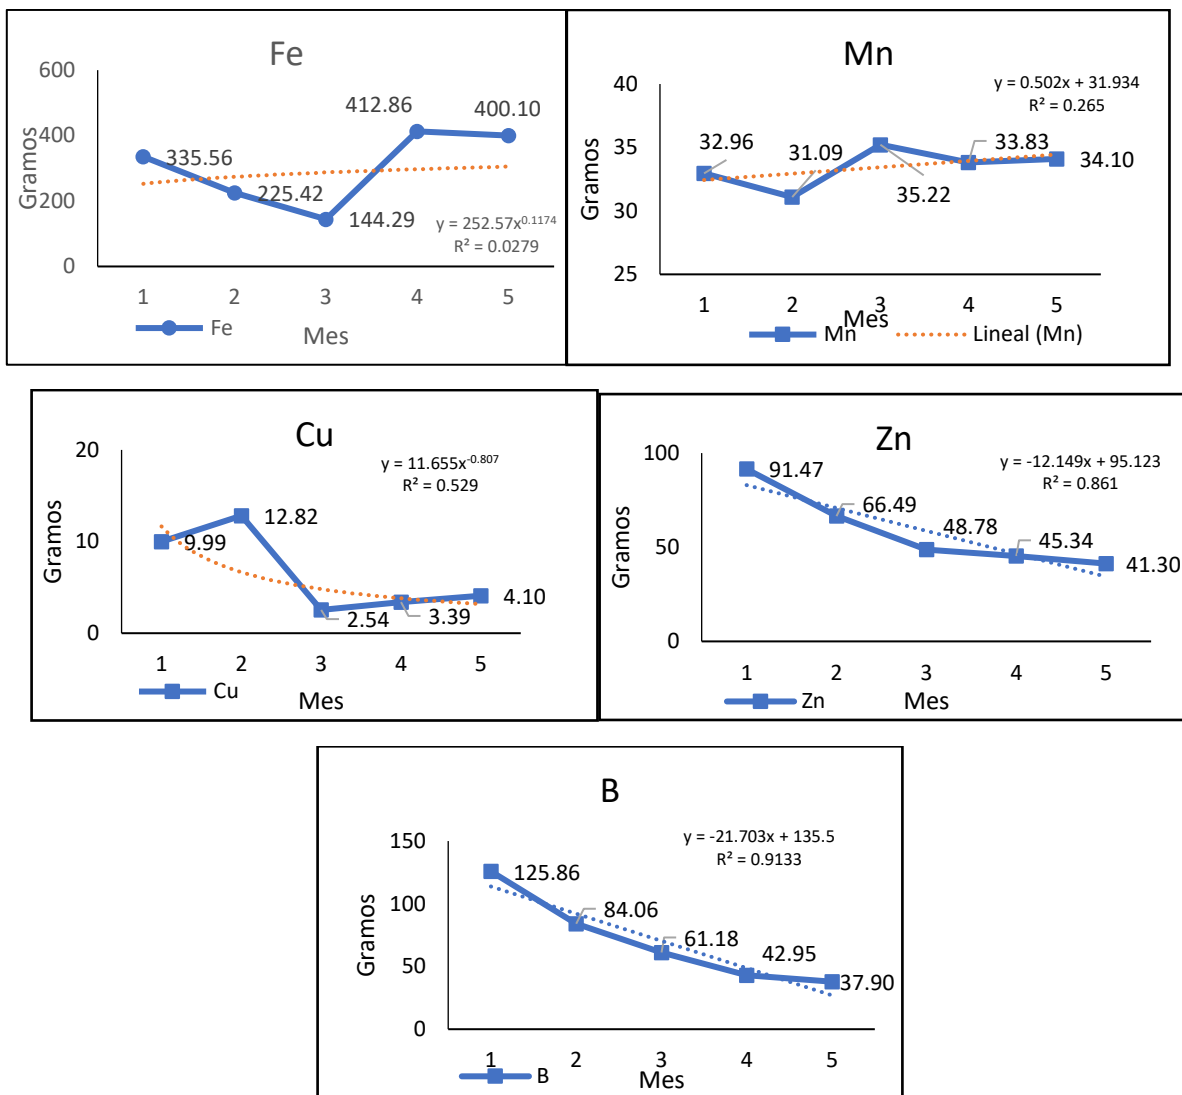 Fe
600
400
200
0
Gramos
335.56
225.42
144.29
412.86
400.10
y = 252.57x^0.1174
R² = 0.0279
1 2 3 4 5
Mes
Fe
Mn
40
35
30
25
Gramos
y = 0.502x + 31.934
R² = 0.265
32.96
31.09
35.22
33.83
34.10
1 2 3 4 5
Mes
Mn
Lineal (Mn)
Cu
20
10
0
Gramos
y = 11.655x^-0.807
R² = 0.529
9.99
12.82
2.54
3.39
4.10
1 2 3 4 5
Mes
Cu
Zn
100
50
0
Gramos
y = -12.149x + 95.123
R² = 0.861
91.47
66.49
48.78
45.34
41.30
1 2 3 4 5
Mes
Zn
B
150
100
50
0
Gramos
y = -21.703x + 135.5
R² = 0.9133
125.86
84.06
61.18
42.95
37.90
1 2 3 4 5
Mes
B